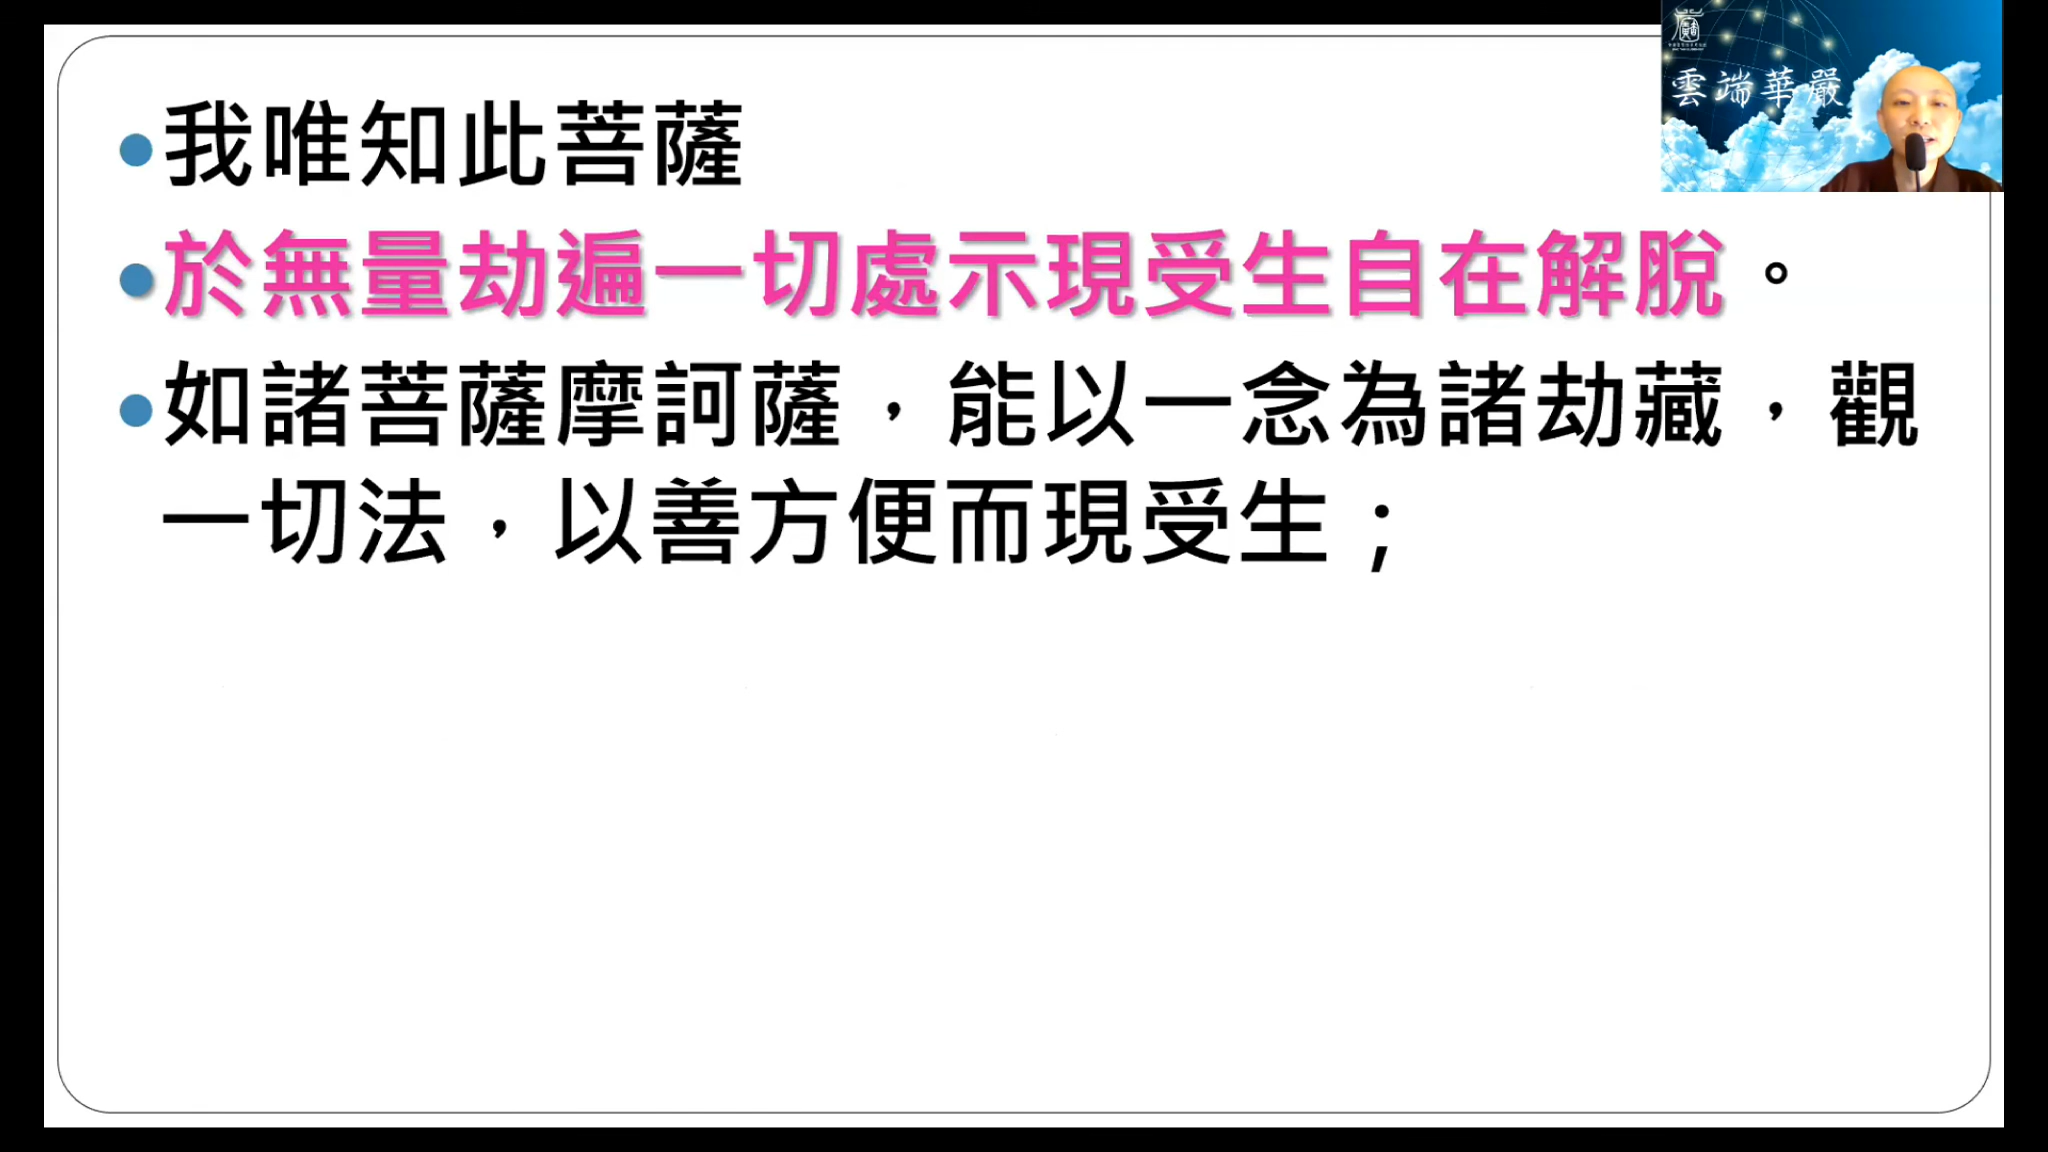 我唯知此菩薩
於無量劫遍一切處示現受生自在解脫。
如諸菩薩摩訶薩，能以一念為諸劫藏，觀
一切法，以善方便而現受生；
雲端華嚴